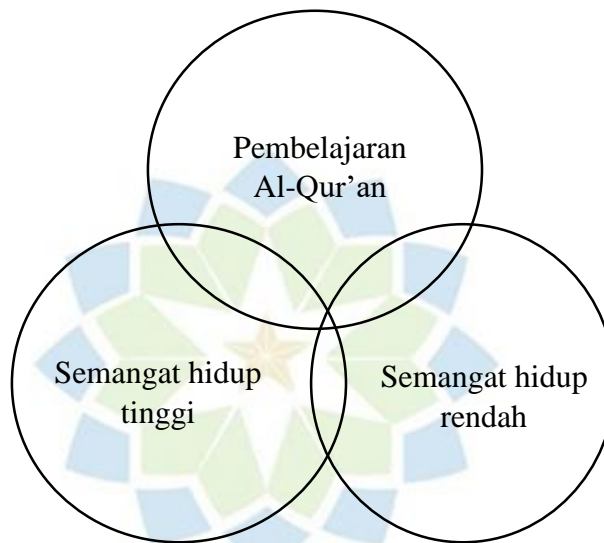 Pembelajaran
Al-Qur’an
Semangat hidup
tinggi
Semangat hidup
rendah